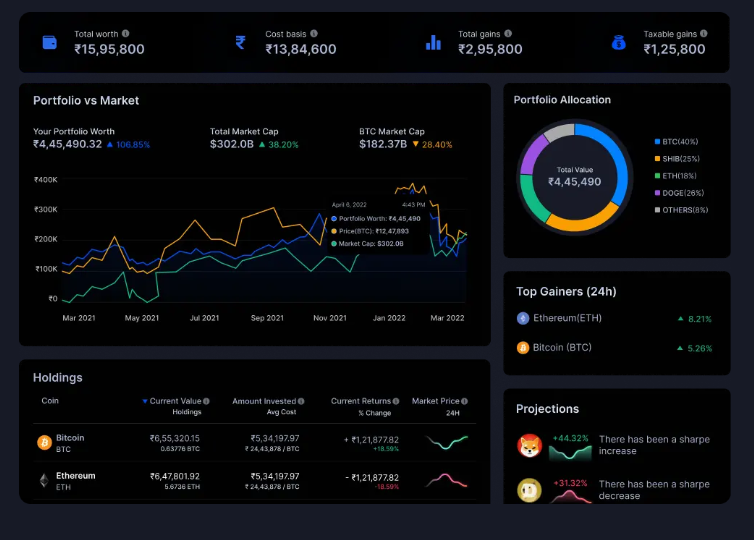 Total worth
₹15,95,800
Cost basis
₹13,84,600
Total gains
₹2,95,800
Taxable gains
₹1,25,800
Portfolio vs Market
Your Portfolio Worth
₹4,45,490.32 ▲ 106.85%
Total Market Cap
$302.0B ▲ 38.20%
BTC Market Cap
$182.37B ▼ 28.40%
₹400K
₹300K
₹200K
₹100K
₹0
April 6, 2022 4:43 PM
Portfolio Worth: ₹4,45,490
Price(BTC): ₹12,47,893
Market Cap: $302.0B
Mar 2021 May 2021 Jul 2021 Sep 2021 Nov 2021 Jan 2022 Mar 2022
Portfolio Allocation
Total Value
₹4,45,490
BTC(40%)
SHIB(25%)
ETH(18%)
DOGE(26%)
OTHERS(8%)
Top Gainers (24h)
Ethereum(ETH) ▲ 8.21%
Bitcoin (BTC) ▲ 5.26%
Holdings
Coin ▼ Current Value Amount Invested Current Returns Market Price
Holdings Avg Cost % Change 24H
Bitcoin ₹6,55,320.15 ₹5,34,197.97 + ₹1,21,877.82
BTC 0.63776 BTC ₹ 24,43,878 / BTC +18.59%
Ethereum ₹6,47,801.92 ₹5,34,197.97 - ₹1,21,877.82
ETH 5.6736 ETH ₹ 24,43,878 / BTC -18.59%
Projections
+44.32% There has been a sharpe
increase
+31.32% There has been a sharpe
decrease